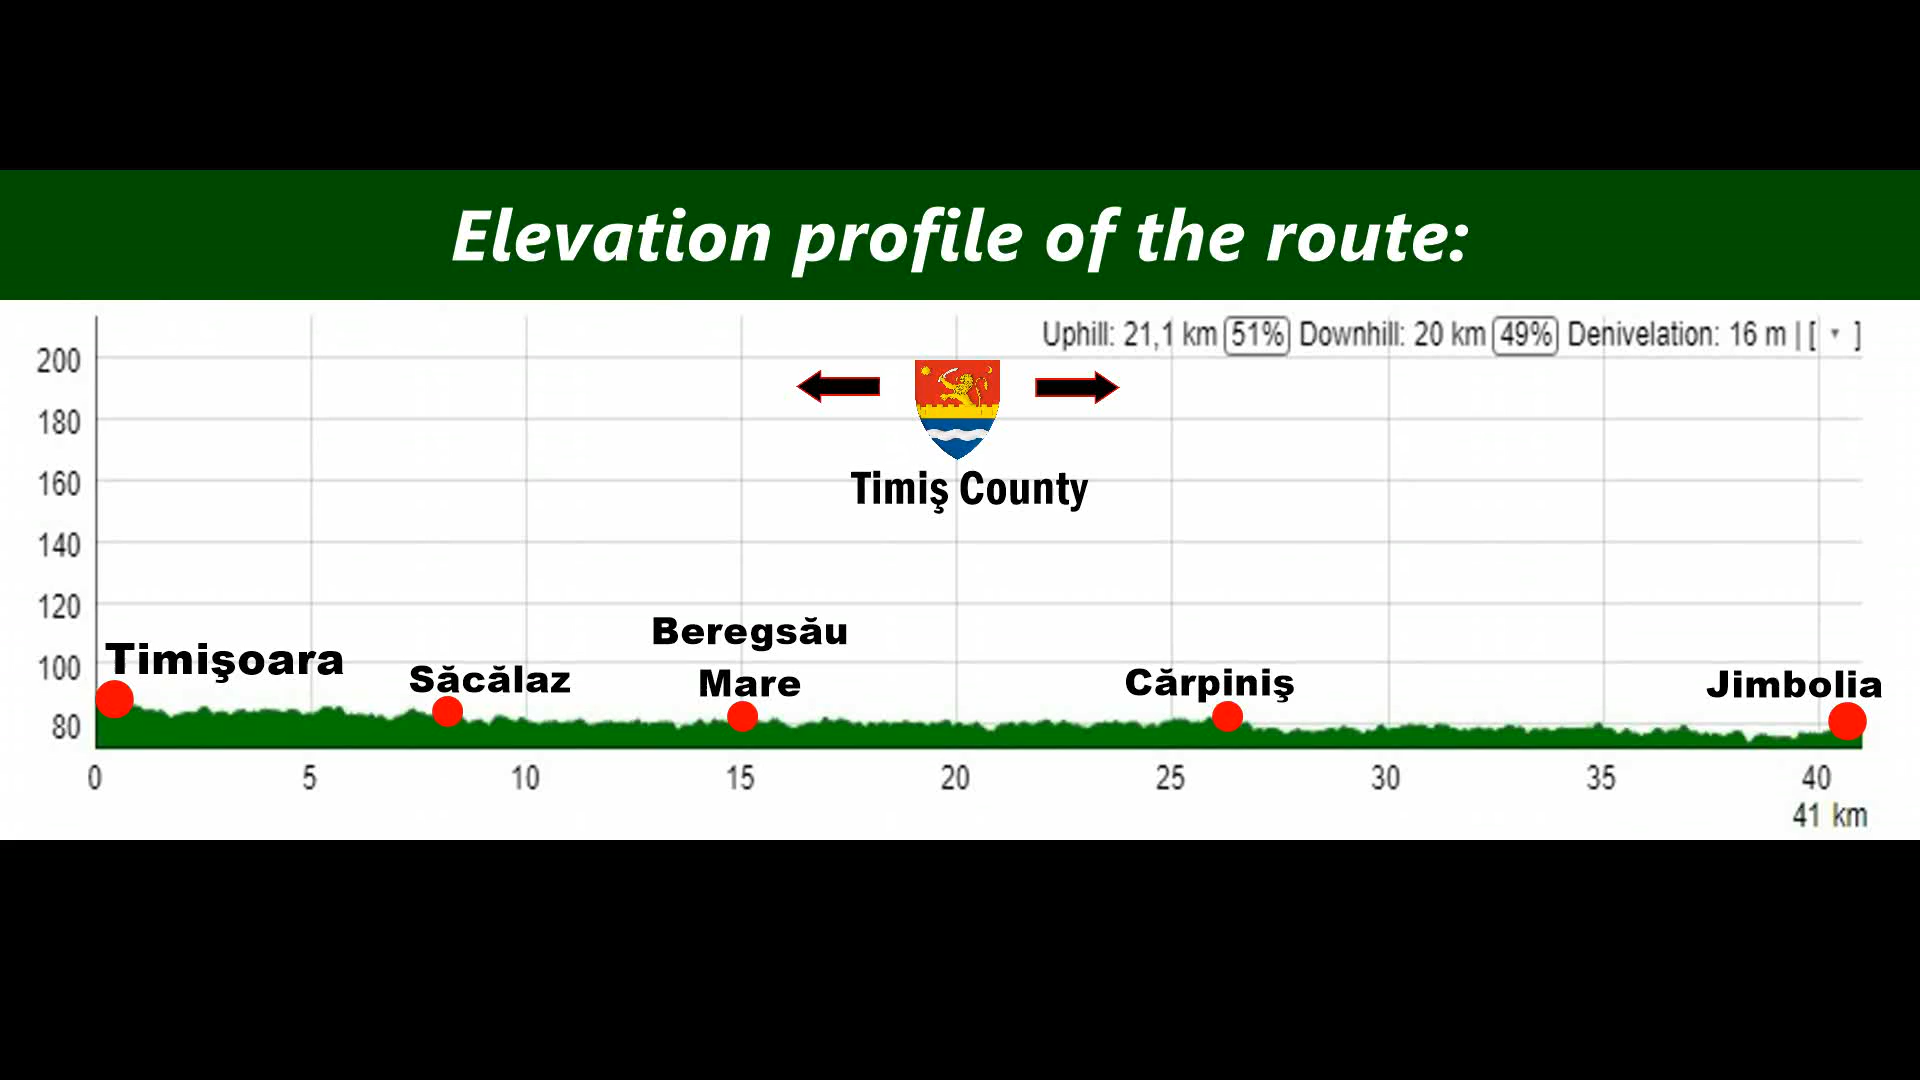 Elevation profile of the route:
Uphill: 21,1 km 51% Downhill: 20 km 49% Denivelation: 16 m | [ ▾ ]
200
180
160
140
120
100
80
Timiş County
Timişoara
Săcălaz
Beregsău
Mare
Cărpiniş
Jimbolia
0 5 10 15 20 25 30 35 40
41 km